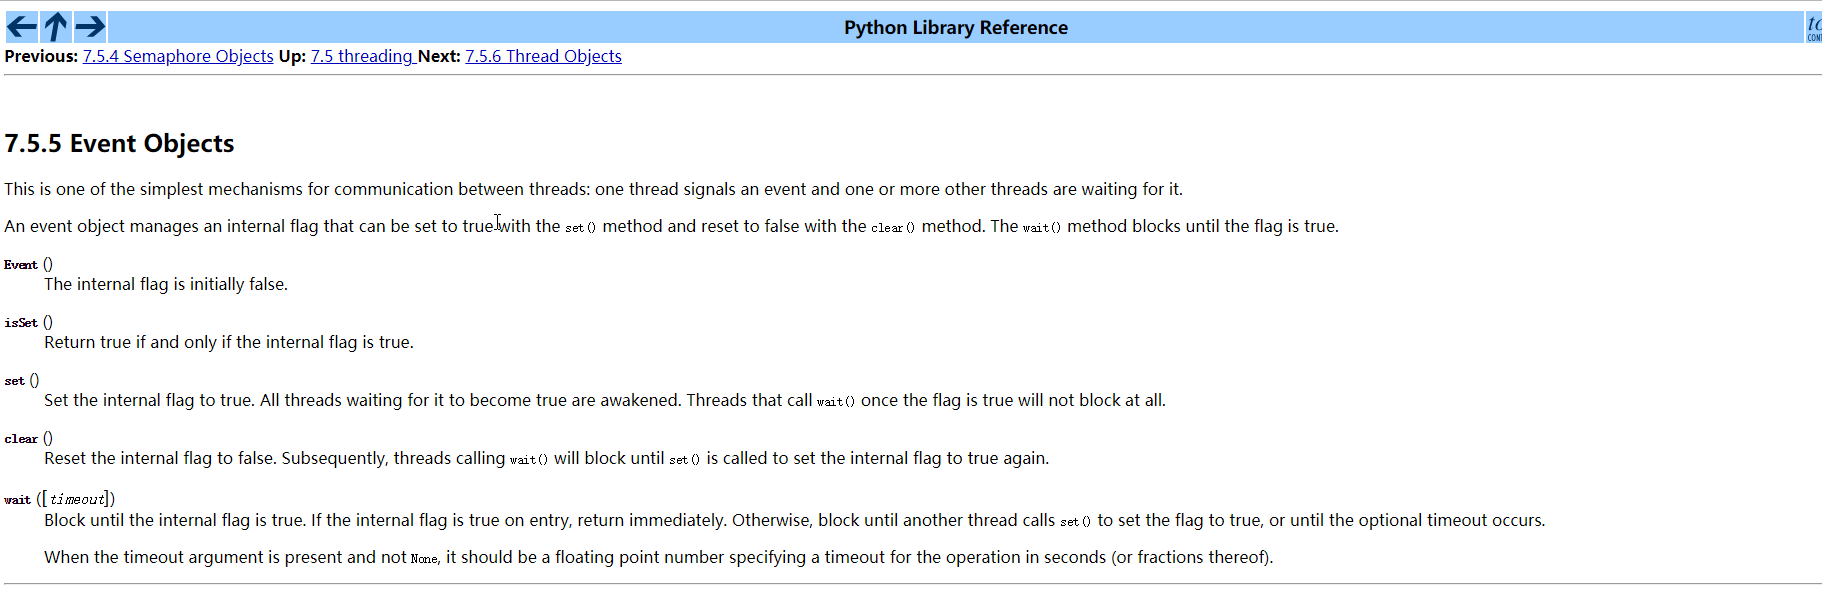 Python Library Reference
Previous: 7.5.4 Semaphore Objects Up: 7.5 threading Next: 7.5.6 Thread Objects
7.5.5 Event Objects
This is one of the simplest mechanisms for communication between threads: one thread signals an event and one or more other threads are waiting for it.
An event object manages an internal flag that can be set to true with the set() method and reset to false with the clear() method. The wait() method blocks until the flag is true.
Event ()
The internal flag is initially false.
isSet ()
Return true if and only if the internal flag is true.
set ()
Set the internal flag to true. All threads waiting for it to become true are awakened. Threads that call wait() once the flag is true will not block at all.
clear ()
Reset the internal flag to false. Subsequently, threads calling wait() will block until set() is called to set the internal flag to true again.
wait ([timeout])
Block until the internal flag is true. If the internal flag is true on entry, return immediately. Otherwise, block until another thread calls set() to set the flag to true, or until the optional timeout occurs.
When the timeout argument is present and not None, it should be a floating point number specifying a timeout for the operation in seconds (or fractions thereof).